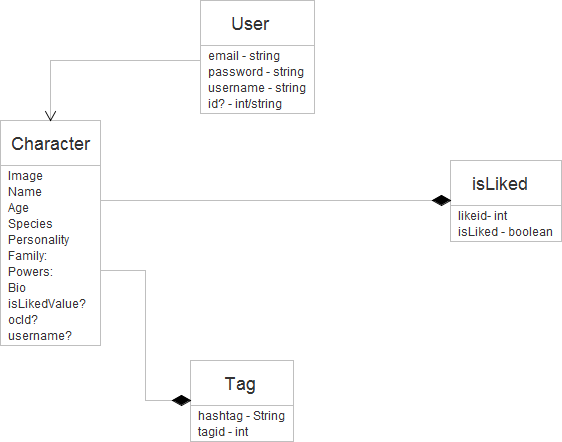 User
email - string
password - string
username - string
id? - int/string
Character
Image
Name
Age
Species
Personality
Family:
Powers:
Bio
isLikedValue?
ocId?
username?
isLiked
likeid- int
isLiked - boolean
Tag
hashtag - String
tagid - int